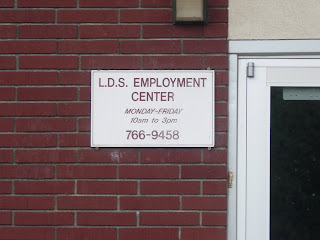 L.D.S. EMPLOYMENT
CENTER
MONDAY-FRIDAY
10am to 3pm
766-9458